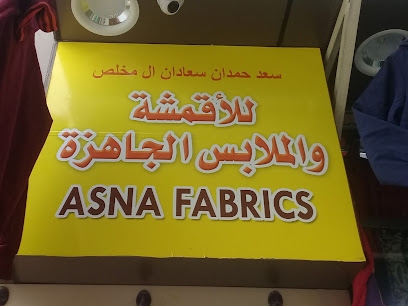 سعد حمدان سعادان ال مخلص
للأقمشة
والملابس الجاهزة
ASNA FABRICS